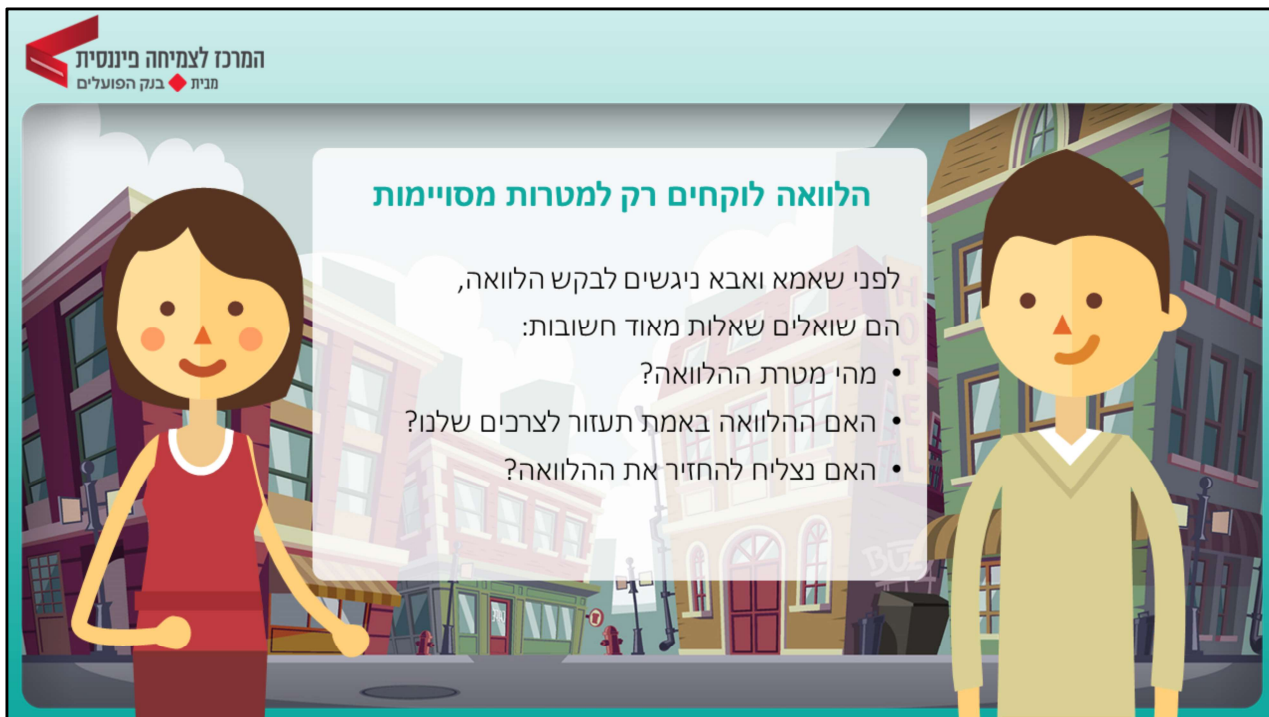 המרכז לצמיחה פיננסית
מבית בנק הפועלים
הלוואה לוקחים רק למטרות מסויימות
לפני שאמא ואבא ניגשים לבקש הלוואה,
הם שואלים שאלות מאוד חשובות:
• מהי מטרת ההלוואה?
• האם ההלוואה באמת תעזור לצרכים שלנו?
• האם נצליח להחזיר את ההלוואה?
HOTEL